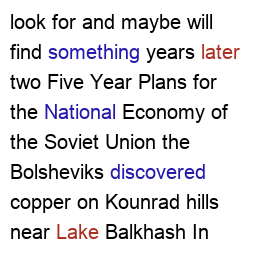 look for and maybe will
find something years later
two Five Year Plans for
the National Economy of
the Soviet Union the
Bolsheviks discovered
copper on Kounrad hills
near Lake Balkhash In